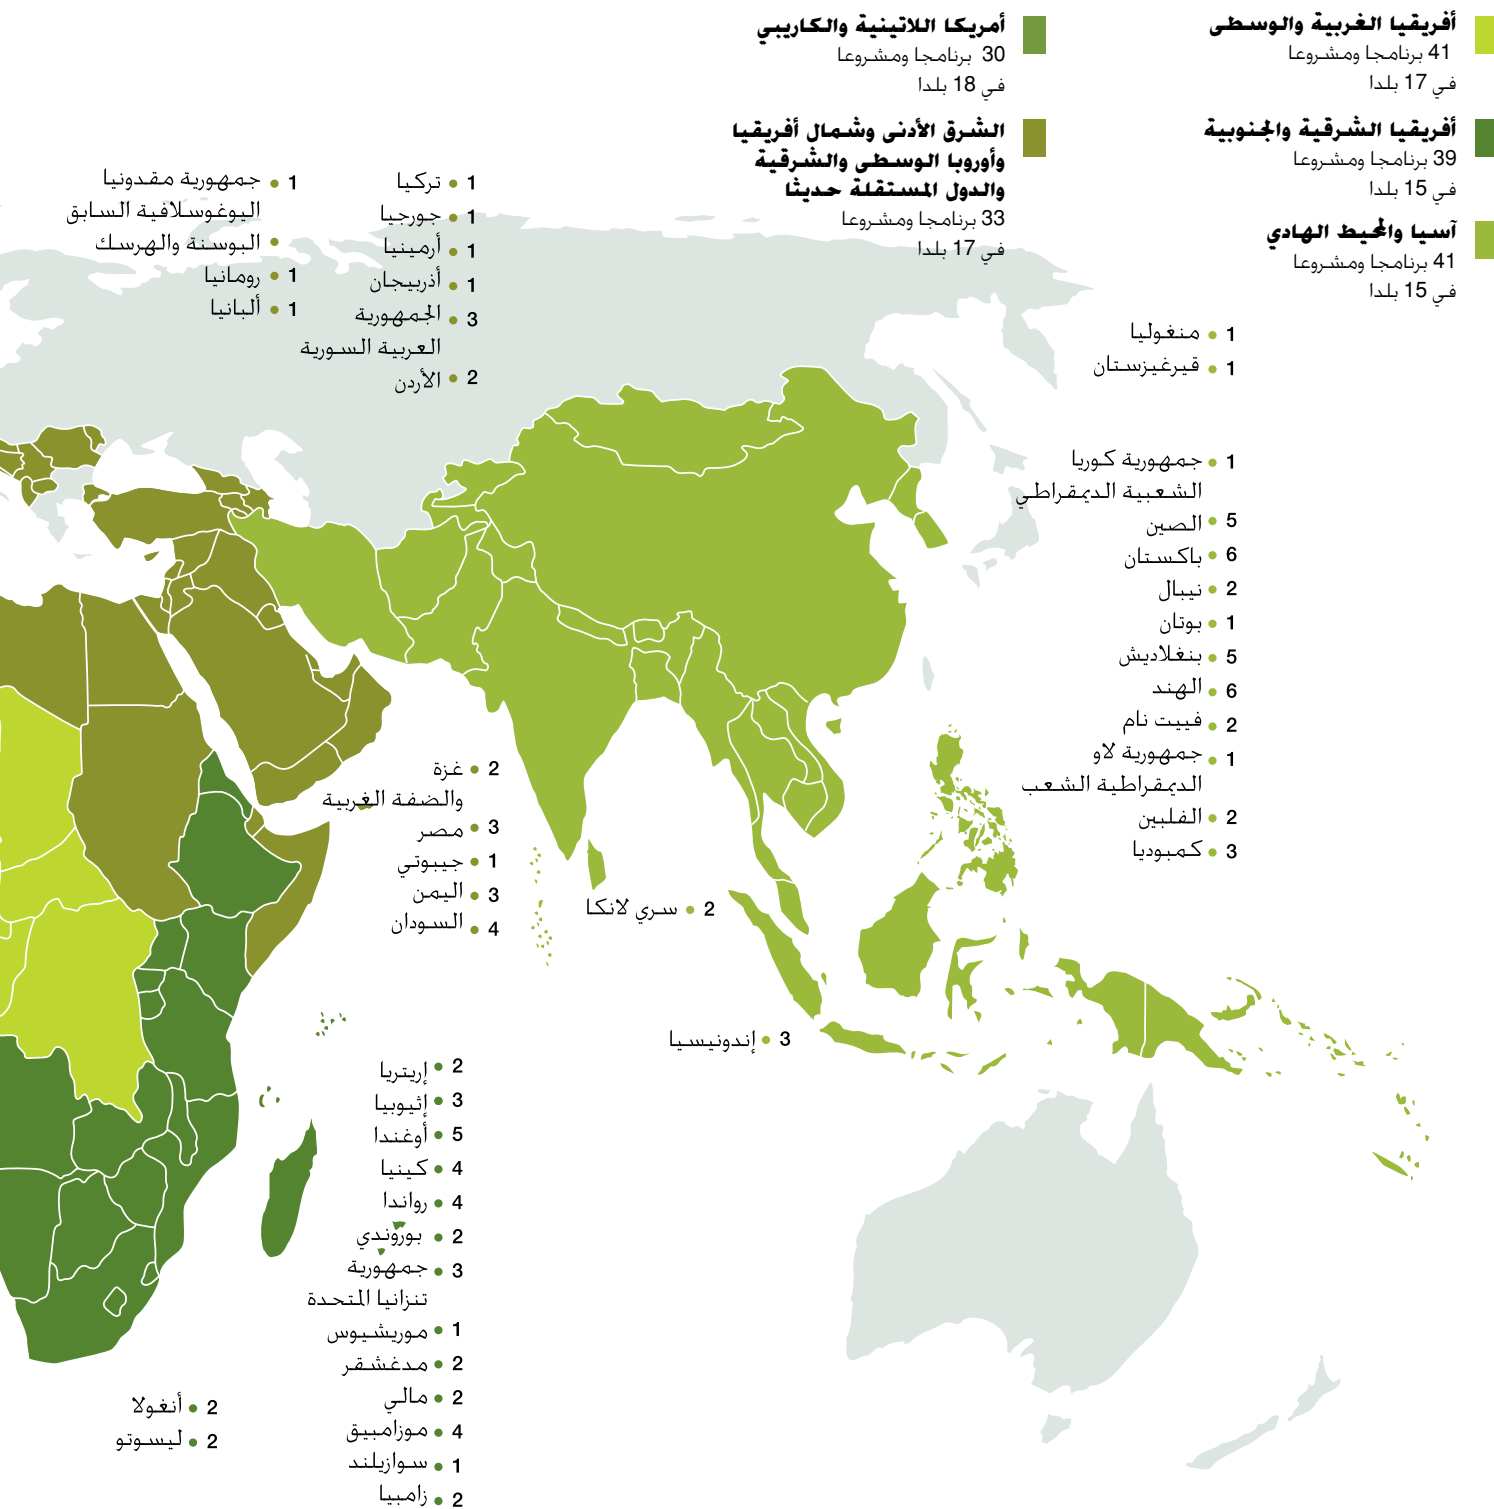 أفريقيا الغربية والوسطى
41 برنامجا ومشروعا
في 17 بلدا
أفريقيا الشرقية والجنوبية
39 برنامجا ومشروعا
في 15 بلدا
آسيا والمحيط الهادي
41 برنامجا ومشروعا
في 15 بلدا
أمريكا اللاتينية والكاريبي
30 برنامجا ومشروعا
في 18 بلدا
الشرق الأدنى وشمال أفريقيا
وأوروبا الوسطى والشرقية
والدول المستقلة حديثا
33 برنامجا ومشروعا
في 17 بلدا
1 • تركيا
1 • جورجيا
1 • أرمينيا
1 • أذربيجان
3 • الجمهورية
العربية السورية
2 • الأردن
1 • جمهورية مقدونيا
اليوغوسلافية السابق
• البوسنة والهرسك
1 • رومانيا
1 • ألبانيا
1 • منغوليا
1 • قيرغيزستان
1 • جمهورية كوريا
الشعبية الديمقراطي
5 • الصين
6 • باكستان
2 • نيبال
1 • بوتان
5 • بنغلاديش
6 • الهند
2 • فييت نام
1 • جمهورية لاو
الديمقراطية الشعب
2 • الفلبين
3 • كمبوديا
2 • غزة
والضفة الغربية
3 • مصر
1 • جيبوتي
3 • اليمن
4 • السودان
2 • سري لانكا
3 • إندونيسيا
2 • إريتريا
3 • إثيوبيا
5 • أوغندا
4 • كينيا
4 • رواندا
2 • بوروندي
3 • جمهورية
تنزانيا المتحدة
1 • موريشيوس
2 • مدغشقر
2 • مالي
4 • موزامبيق
1 • سوازيلند
2 • زامبيا
2 • أنغولا
2 • ليسوتو